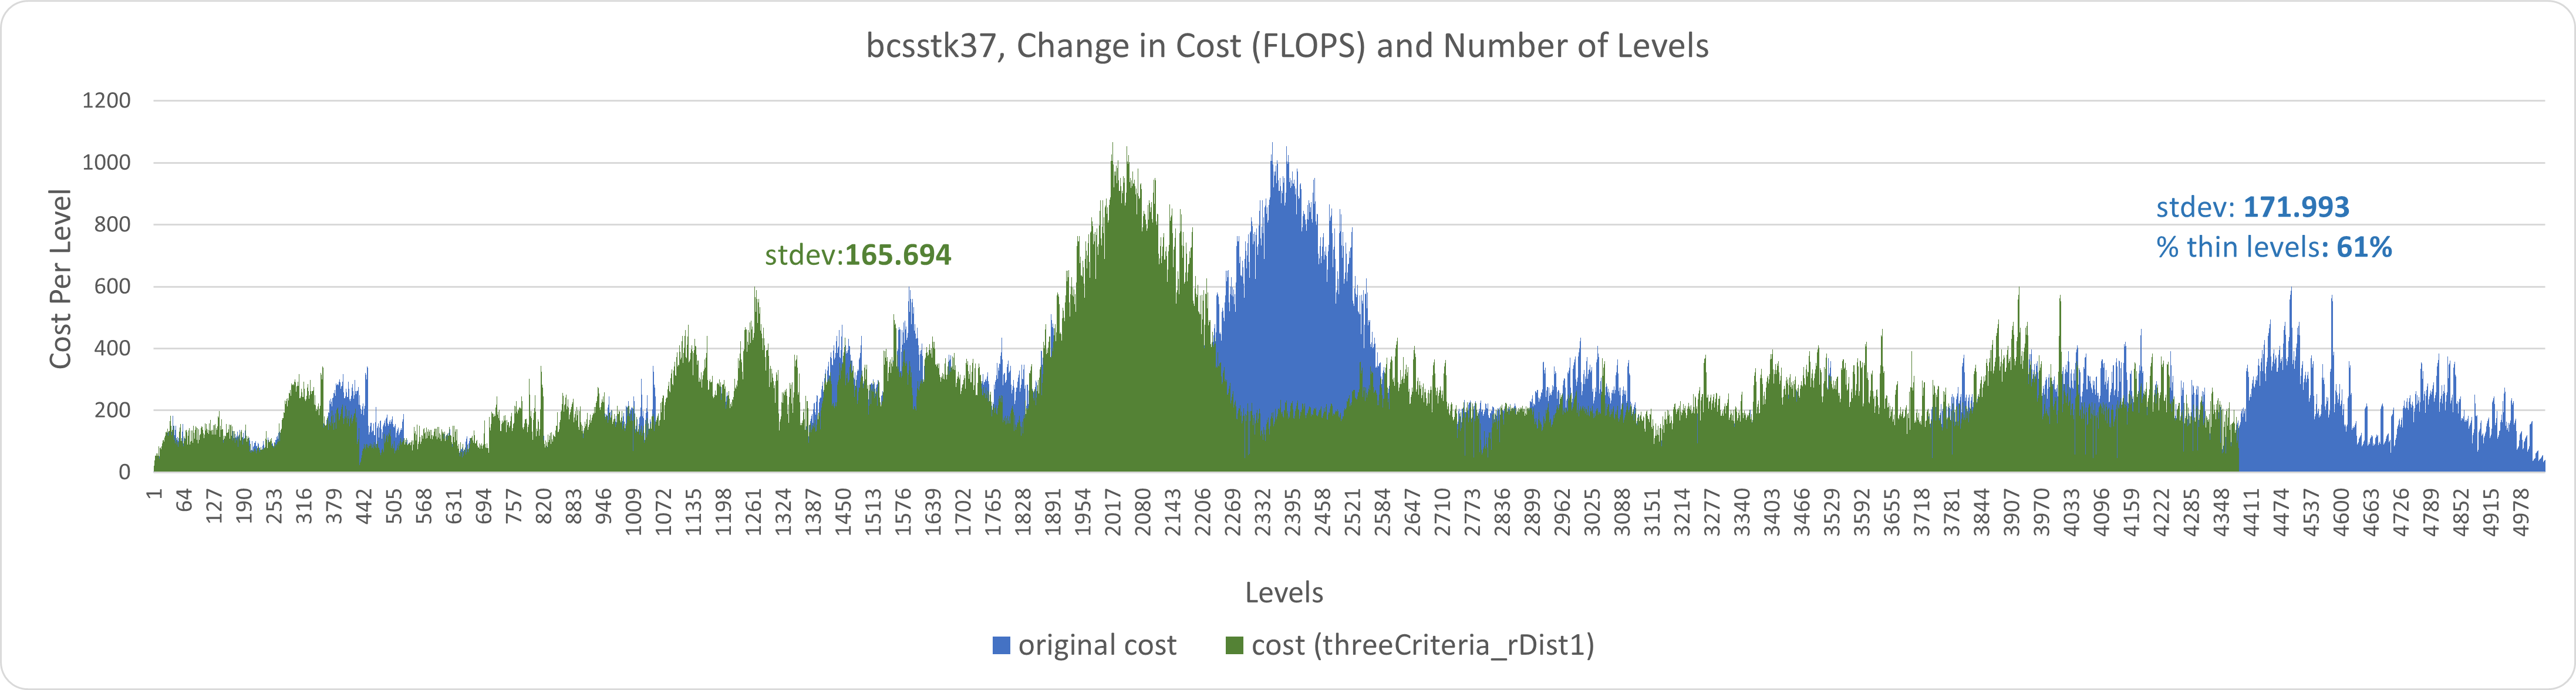 bcsstk37, Change in Cost (FLOPS) and Number of Levels
1200
1000
800
600
400
200
0
Cost Per Level
stdev:165.694
stdev: 171.993
% thin levels: 61%
1 64 127 190 253 316 379 442 505 568 631 694 757 820 883 946 1009 1072 1135 1198 1261 1324 1387 1450 1513 1576 1639 1702 1765 1828 1891 1954 2017 2080 2143 2206 2269 2332 2395 2458 2521 2584 2647 2710 2773 2836 2899 2962 3025 3088 3151 3214 3277 3340 3403 3466 3529 3592 3655 3718 3781 3844 3907 3970 4033 4096 4159 4222 4285 4348 4411 4474 4537 4600 4663 4726 4789 4852 4915 4978
Levels
original cost cost (threeCriteria_rDist1)